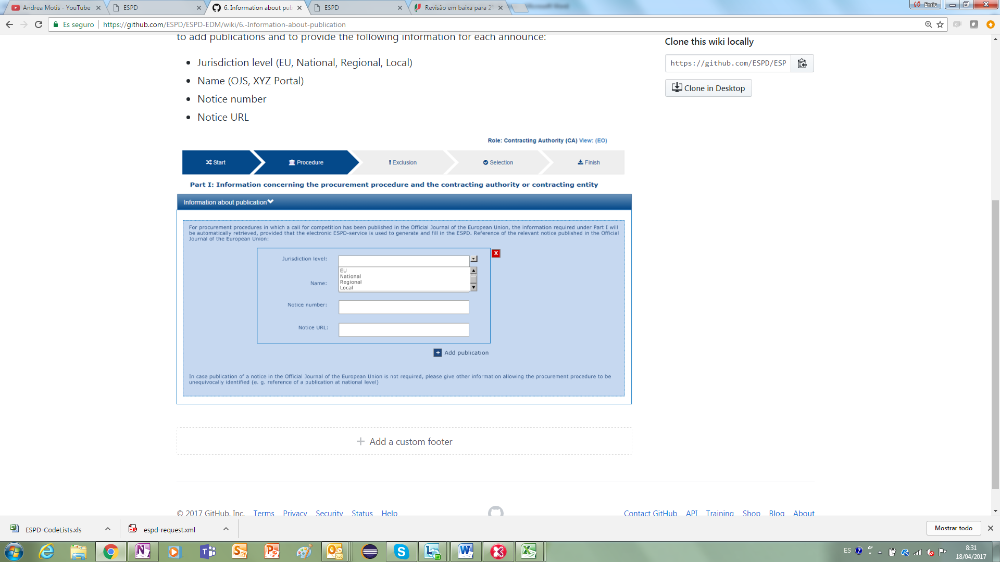 Andrea Motis - YouTube
ESPD
6. Information about pub
ESPD
Revisão em baixa para 2º
Enric
Es seguro
https://github.com/ESPD/ESPD-EDM/wiki/6.-Information-about-publication
to add publications and to provide the following information for each announce:
Jurisdiction level (EU, National, Regional, Local)
Name (OJS, XYZ Portal)
Notice number
Notice URL
Clone this wiki locally
https://github.com/ESPD/ESP
Clone in Desktop
Role: Contracting Authority (CA) View: (EO)
Start
Procedure
Exclusion
Selection
Finish
Part I: Information concerning the procurement procedure and the contracting authority or contracting entity
Information about publication
For procurement procedures in which a call for competition has been published in the Official Journal of the European Union, the information required under Part I will
be automatically retrieved, provided that the electronic ESPD-service is used to generate and fill in the ESPD. Reference of the relevant notice published in the Official
Journal of the European Union:
Jurisdiction level:
EU
National
Regional
Local
X
Name:
Notice number:
Notice URL:
+ Add publication
In case publication of a notice in the Official Journal of the European Union is not required, please give other information allowing the procurement procedure to be
unequivocally identified (e. g. reference of a publication at national level)
Add a custom footer
© 2017 GitHub, Inc. Terms Privacy Security Status Help
Contact GitHub API Training Shop Blog About
ESPD-CodeLists.xls
espd-request.xml
Mostrar todo
ES
8:31
18/04/2017